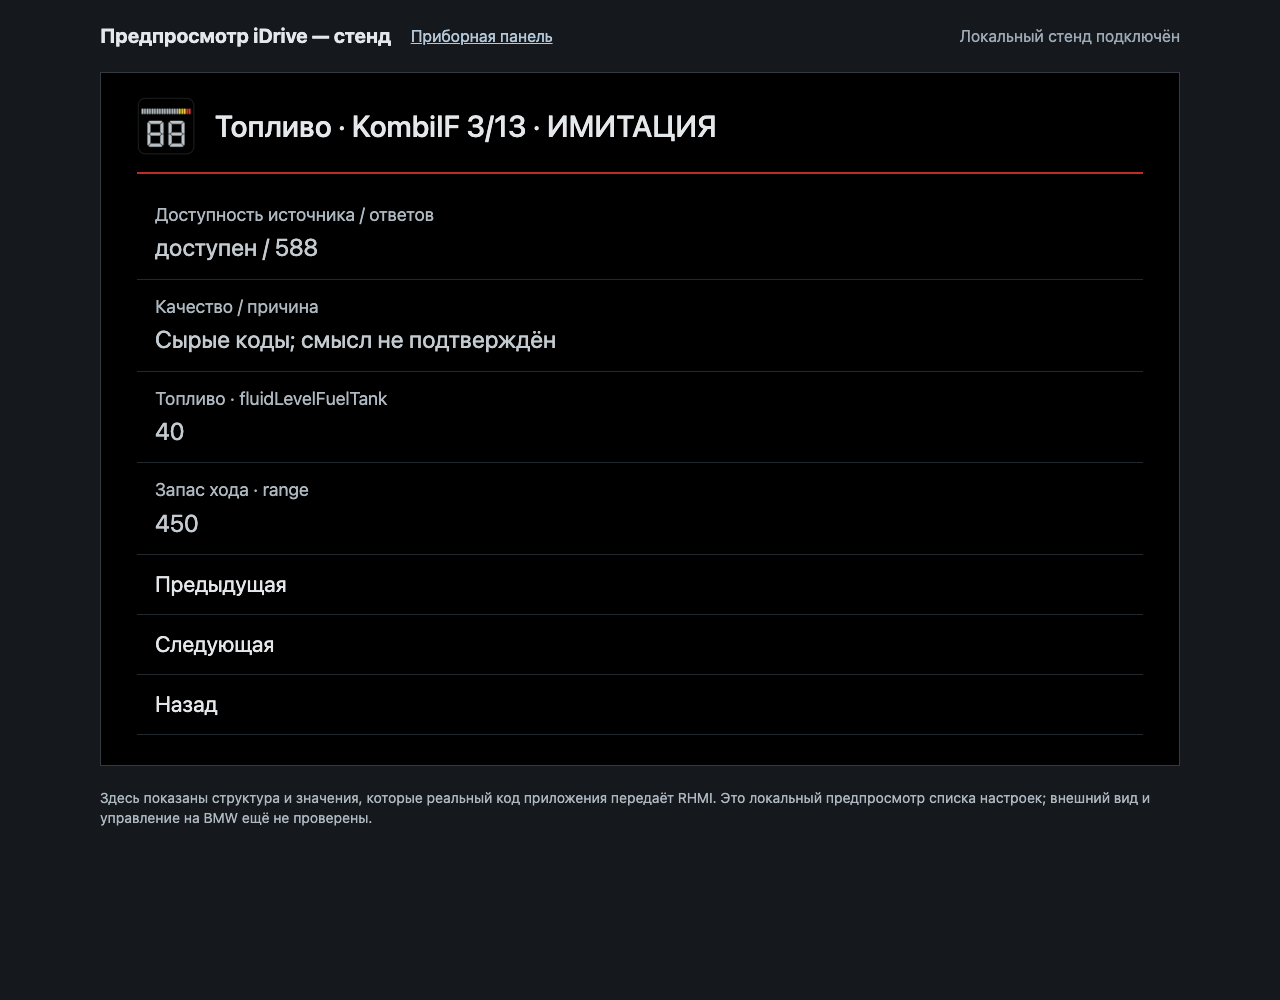 Предпросмотр iDrive — стенд Приборная панель Локальный стенд подключён
88 Топливо · KombiIF 3/13 · ИМИТАЦИЯ
Доступность источника / ответов
доступен / 588
Качество / причина
Сырые коды; смысл не подтверждён
Топливо · fluidLevelFuelTank
40
Запас хода · range
450
Предыдущая
Следующая
Назад
Здесь показаны структура и значения, которые реальный код приложения передаёт RHMI. Это локальный предпросмотр списка настроек; внешний вид и
управление на BMW ещё не проверены.